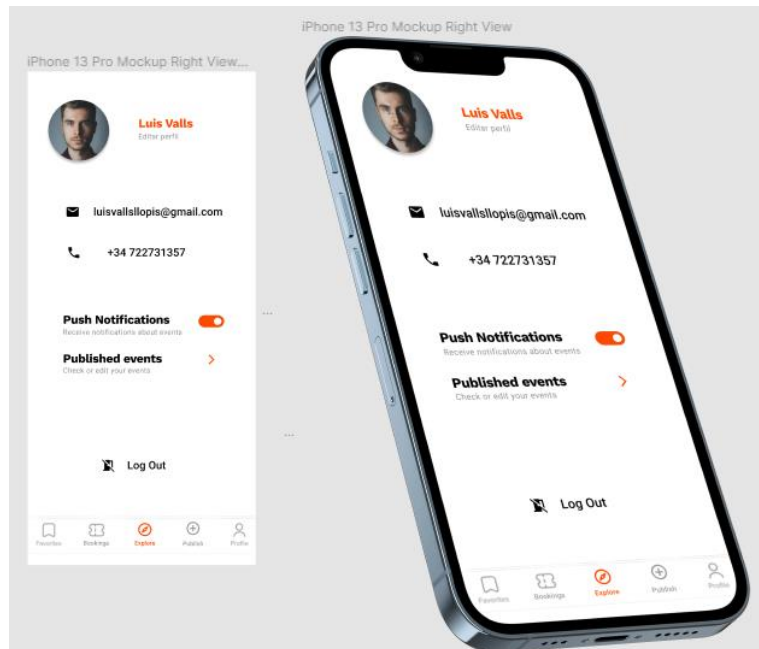 iPhone 13 Pro Mockup Right View...
Luis Valls
Editar perfil
luisvallsllopis@gmail.com
+34 722731357
Push Notifications
Receive notifications about events
Published events
Check or edit your events
Log Out
Favorites Bookings Explore Publish Profile
iPhone 13 Pro Mockup Right View
Luis Valls
Editar perfil
luisvallsllopis@gmail.com
+34 722731357
Push Notifications
Receive notifications about events
Published events
Check or edit your events
Log Out
Favorites Bookings Explore Publish Profile
...
...